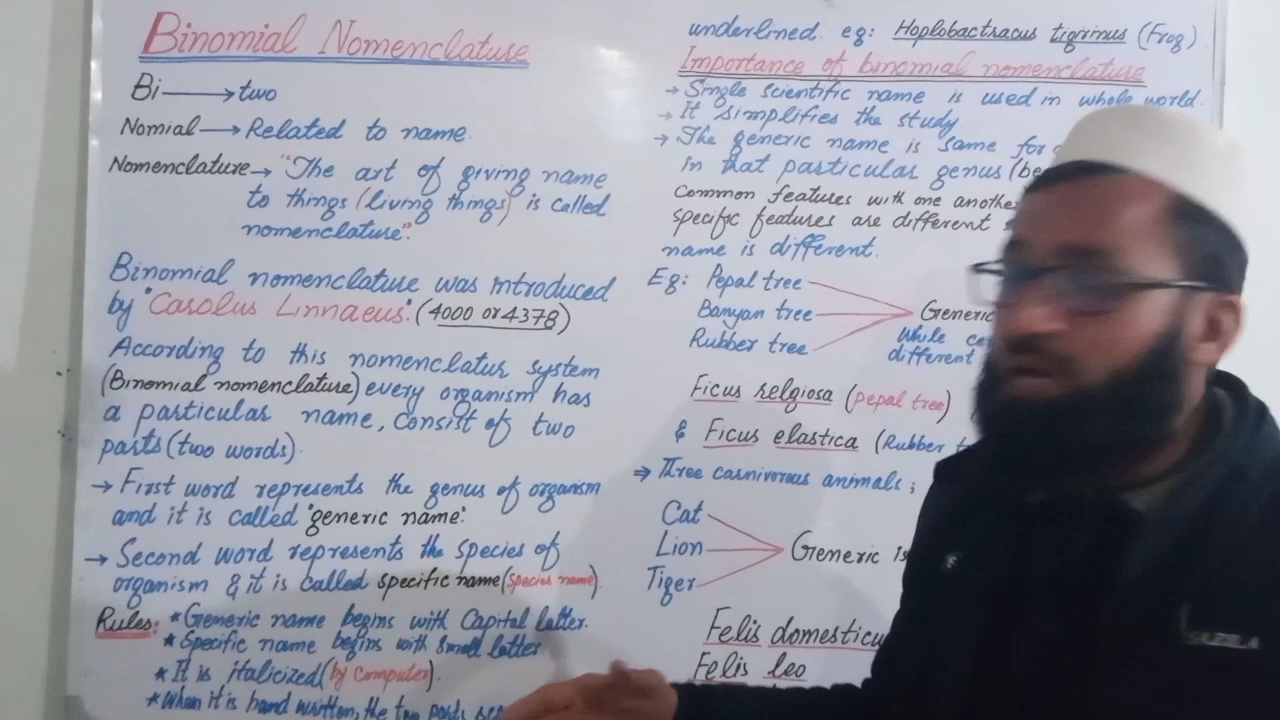 Binomial Nomenclature
Bi → two
Nomial → Related to name.
Nomenclature → "The art of giving name
to things (living things) is called
nomenclature".
Binomial nomenclature was introduced
by "Carolus Linnaeus". (4000 or 4378)
According to this nomenclatur system
(Binomial nomenclature) every organism has
a particular name, consist of two
parts (two words).
→ First word represents the genus of organism
and it is called "generic name".
→ Second word represents the species of
organism & it is called specific name (species name).
Rules: * Generic name begins with Capital latter.
* Specific name begins with small latter
* It is italicized (by computer).
* When it is hand written, the two parts
underlined. eg: Hoplobactracus tigrinus (Frog)
Importance of binomial nomenclature
→ Single scientific name is used in whole world.
→ It simplifies the study
→ The generic name is same for
In that particular genus (be
Common features with one another
specific features are different
name is different.
Eg: Pepal tree
Banyan tree
Rubber tree
Generic
While
different
Ficus relgiosa (pepal tree)
& Ficus elastica (Rubber
⇒ Three carnivorous animals;
Cat
Lion
Tiger
Generic is
Felis domesticu
Felis leo